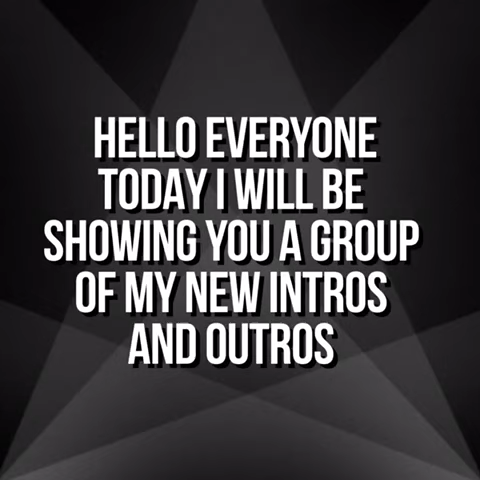 HELLO EVERYONE
TODAY I WILL BE
SHOWING YOU A GROUP
OF MY NEW INTROS
AND OUTROS